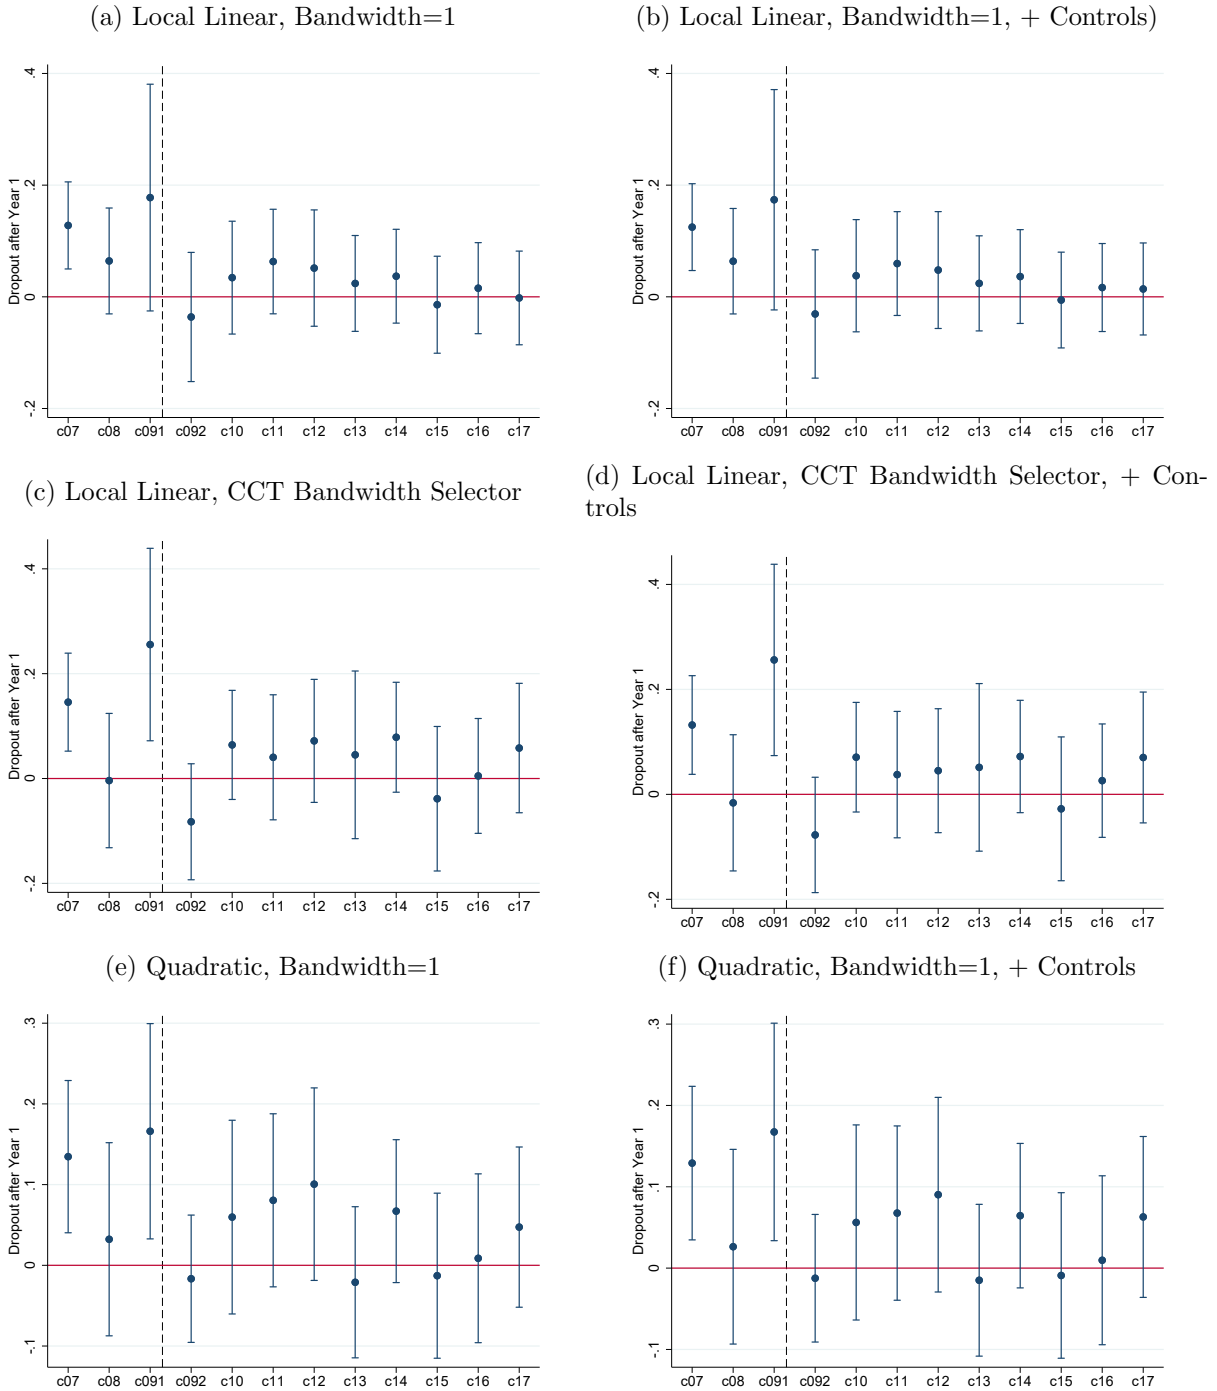 (a) Local Linear, Bandwidth=1
Dropout after Year 1
.4
.2
0
-.2
c07 c08 c091 c092 c10 c11 c12 c13 c14 c15 c16 c17
(b) Local Linear, Bandwidth=1, + Controls)
Dropout after Year 1
.4
.2
0
-.2
c07 c08 c091 c092 c10 c11 c12 c13 c14 c15 c16 c17
(c) Local Linear, CCT Bandwidth Selector
Dropout after Year 1
.4
.2
0
-.2
c07 c08 c091 c092 c10 c11 c12 c13 c14 c15 c16 c17
(d) Local Linear, CCT Bandwidth Selector, + Con-
trols
Dropout after Year 1
.4
.2
0
-.2
c07 c08 c091 c092 c10 c11 c12 c13 c14 c15 c16 c17
(e) Quadratic, Bandwidth=1
Dropout after Year 1
.3
.2
.1
0
-.1
c07 c08 c091 c092 c10 c11 c12 c13 c14 c15 c16 c17
(f) Quadratic, Bandwidth=1, + Controls
Dropout after Year 1
.3
.2
.1
0
-.1
c07 c08 c091 c092 c10 c11 c12 c13 c14 c15 c16 c17